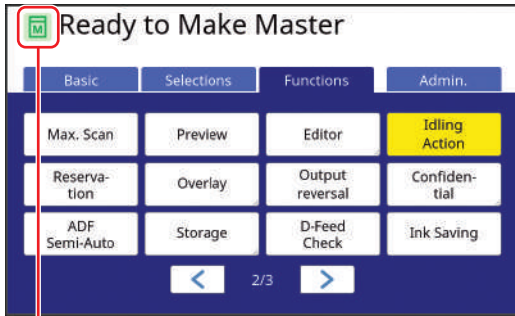 M
Ready to Make Master
Basic
Selections
Functions
Admin.
Max. Scan
Preview
Editor
Idling
Action
Reserva-
tion
Overlay
Output
reversal
Confiden-
tial
ADF
Semi-Auto
Storage
D-Feed
Check
Ink Saving
<
2/3
>